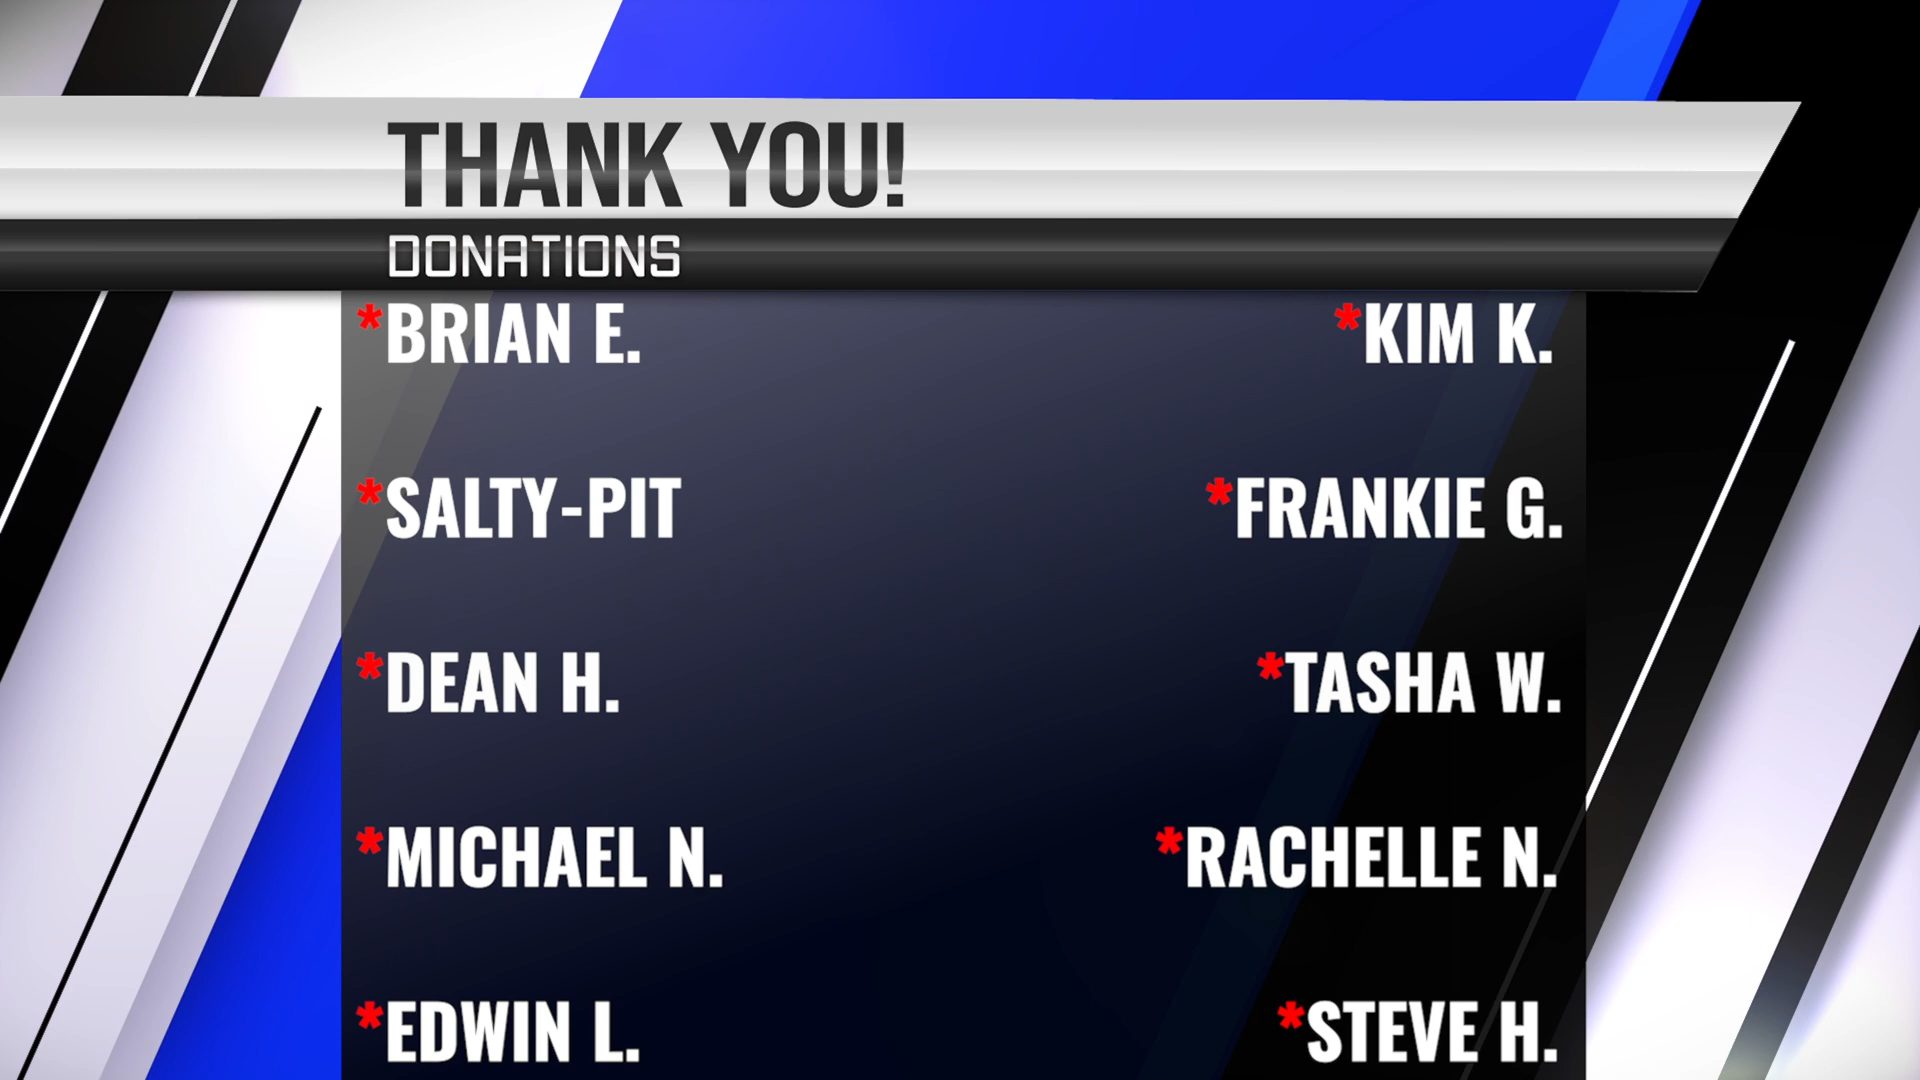 THANK YOU!
DONATIONS
*BRIAN E. *KIM K.
*SALTY-PIT *FRANKIE G.
*DEAN H. *TASHA W.
*MICHAEL N. *RACHELLE N.
*EDWIN L. *STEVE H.